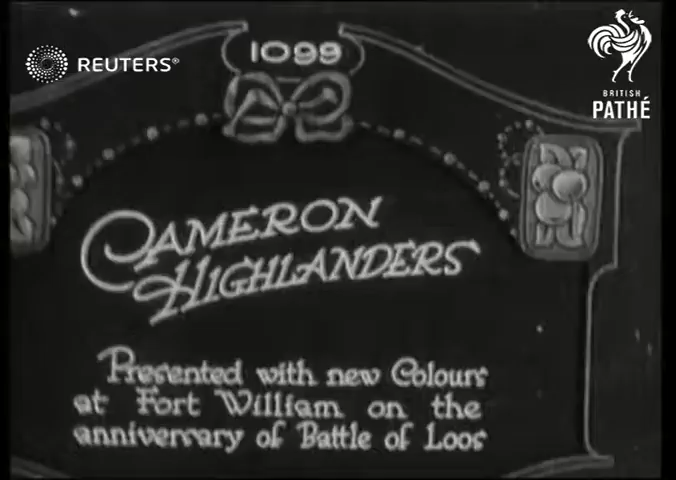 1099
REUTERS®
BRITISH
PATHÉ
CAMERON
HIGHLANDERS
Presented with new Colours
at Fort William on the
anniversary of Battle of Loos